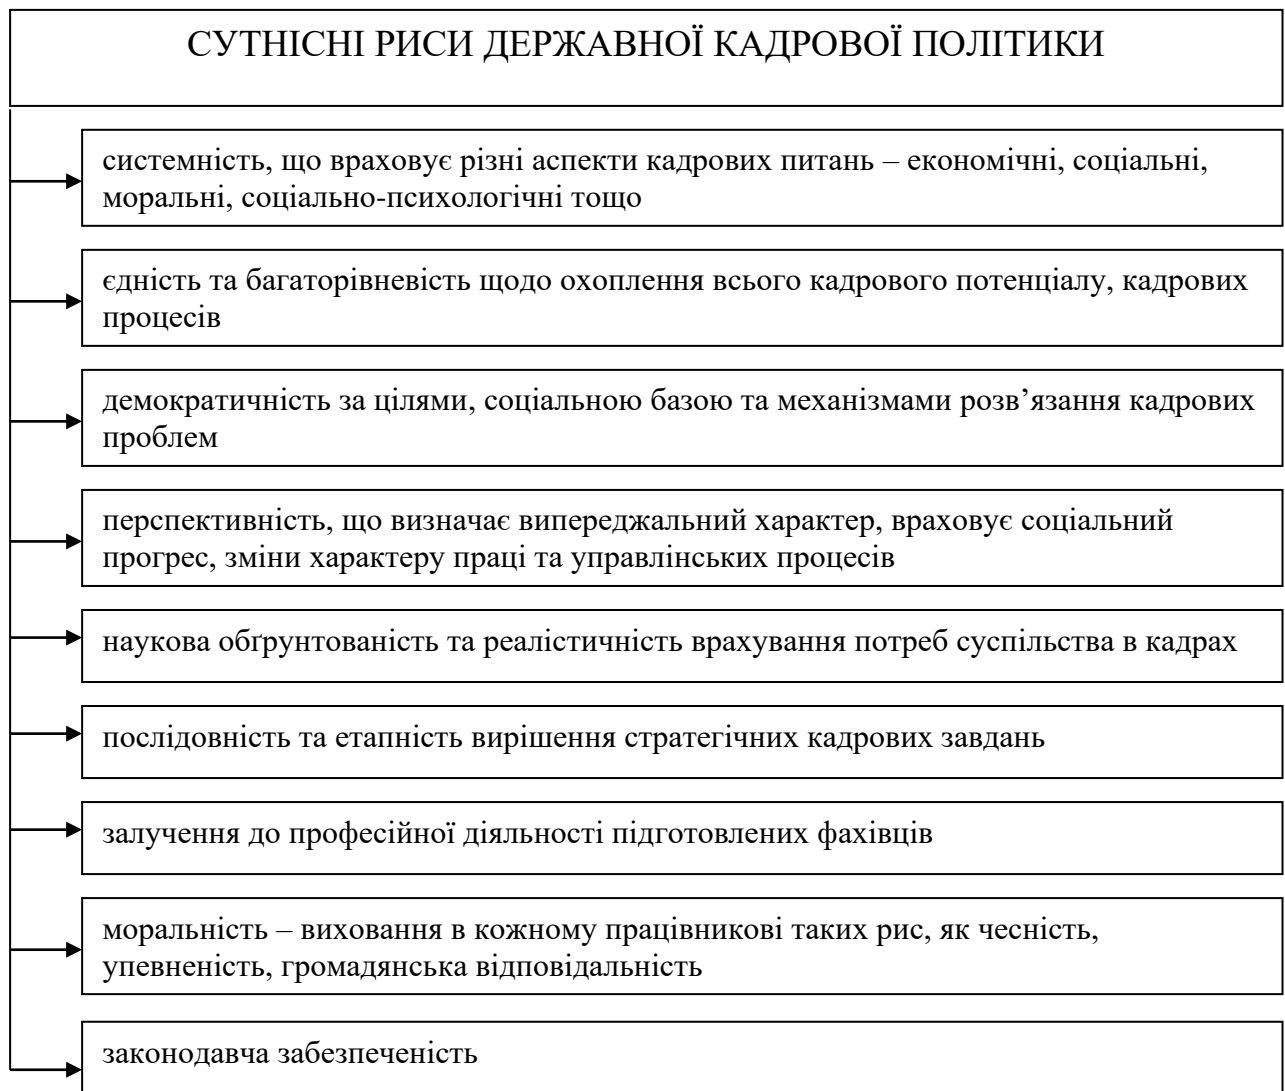 СУТНІСНІ РИСИ ДЕРЖАВНОЇ КАДРОВОЇ ПОЛІТИКИ
системність, що враховує різні аспекти кадрових питань – економічні, соціальні,
моральні, соціально-психологічні тощо
єдність та багаторівневість щодо охоплення всього кадрового потенціалу, кадрових
процесів
демократичність за цілями, соціальною базою та механізмами розв’язання кадрових
проблем
перспективність, що визначає випереджальний характер, враховує соціальний
прогрес, зміни характеру праці та управлінських процесів
наукова обґрунтованість та реалістичність врахування потреб суспільства в кадрах
послідовність та етапність вирішення стратегічних кадрових завдань
залучення до професійної діяльності підготовлених фахівців
моральність – виховання в кожному працівникові таких рис, як чесність,
упевненість, громадянська відповідальність
законодавча забезпеченість